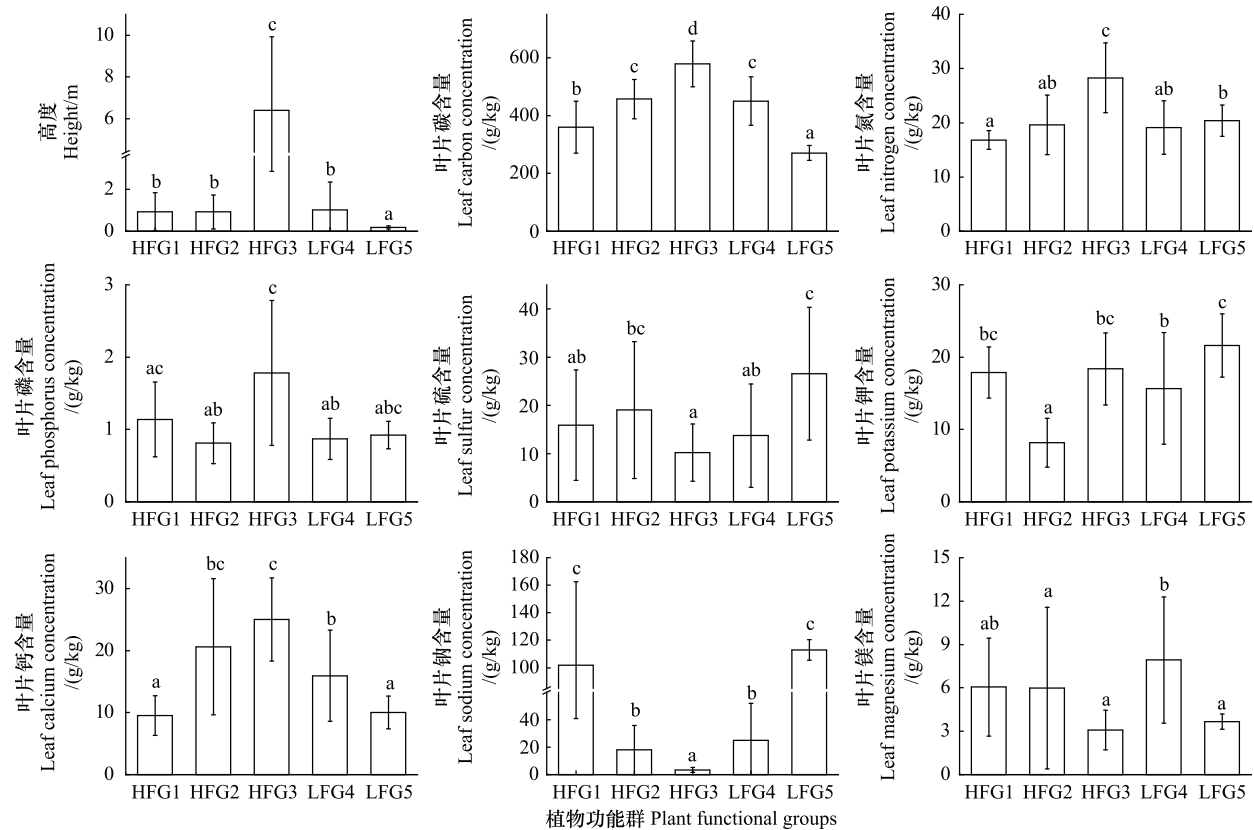 高度
Height/m
10
8
6
4
2
0
b
b
c
b
a
HFG1 HFG2 HFG3 LFG4 LFG5
叶片碳含量
Leaf carbon concentration
/(g/kg)
600
400
200
0
b
c
d
c
a
HFG1 HFG2 HFG3 LFG4 LFG5
叶片氮含量
Leaf nitrogen concentration
/(g/kg)
40
30
20
10
0
a
ab
c
ab
b
HFG1 HFG2 HFG3 LFG4 LFG5
叶片磷含量
Leaf phosphorus concentration
/(g/kg)
3
2
1
0
ac
ab
c
ab
abc
HFG1 HFG2 HFG3 LFG4 LFG5
叶片硫含量
Leaf sulfur concentration
/(g/kg)
40
30
20
10
0
ab
bc
a
ab
c
HFG1 HFG2 HFG3 LFG4 LFG5
叶片钾含量
Leaf potassium concentration
/(g/kg)
30
20
10
0
bc
a
bc
b
c
HFG1 HFG2 HFG3 LFG4 LFG5
叶片钙含量
Leaf calcium concentration
/(g/kg)
30
20
10
0
a
bc
c
b
a
HFG1 HFG2 HFG3 LFG4 LFG5
叶片钠含量
Leaf sodium concentration
/(g/kg)
180
160
140
120
100
40
20
0
c
b
a
b
c
HFG1 HFG2 HFG3 LFG4 LFG5
叶片镁含量
Leaf magnesium concentration
/(g/kg)
15
12
9
6
3
0
ab
a
a
b
a
HFG1 HFG2 HFG3 LFG4 LFG5
植物功能群 Plant functional groups